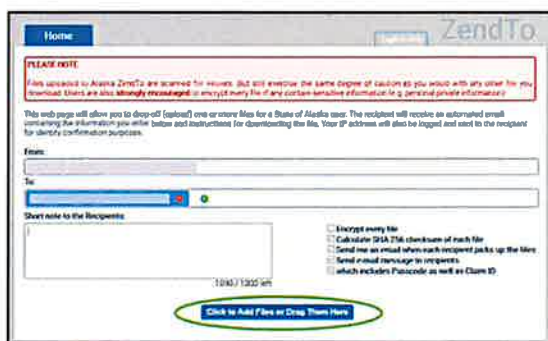 Home
ZendTo
PLEASE NOTE
Files uploaded to Alaska ZendTo are scanned for viruses. But still exercise the same degree of caution as you would with any other file you
download. Users are also strongly encouraged to encrypt every file if any contain sensitive information (e.g. personal private information)!
This web page will allow you to drop-off (upload) one or more files for a State of Alaska user. The recipient will receive an automated email
containing the information you enter below and instructions for downloading the file. Your IP address will also be logged and sent to the recipient
for identity confirmation purposes.
From:
To:
Short note to the Recipients:
Encrypt every file
Calculate SHA-256 checksum of each file
Send me an email when each recipient picks up the files
Send e-mail message to recipients
which includes Passcode as well as Claim ID
left
Click to Add Files or Drag Them Here